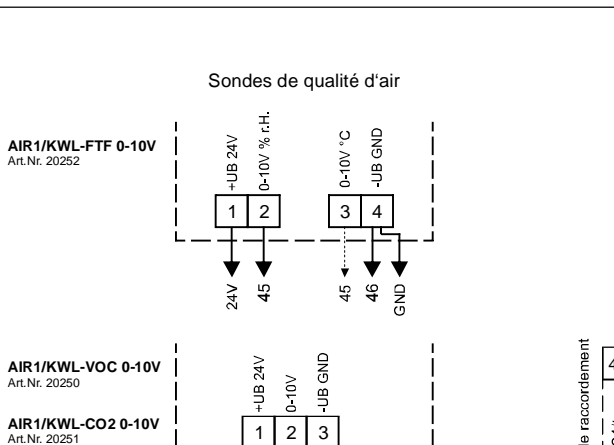 Sondes de qualité d'air
AIR1/KWL-FTF 0-10V
Art.Nr. 20252
+UB 24V
0-10V % r.H.
0-10V °C
-UB GND
1 2 3 4
24V
45
45
46
GND
AIR1/KWL-VOC 0-10V
Art.Nr. 20250
AIR1/KWL-CO2 0-10V
Art.Nr. 20251
+UB 24V
0-10V
-UB GND
1 2 3
le raccordement
4